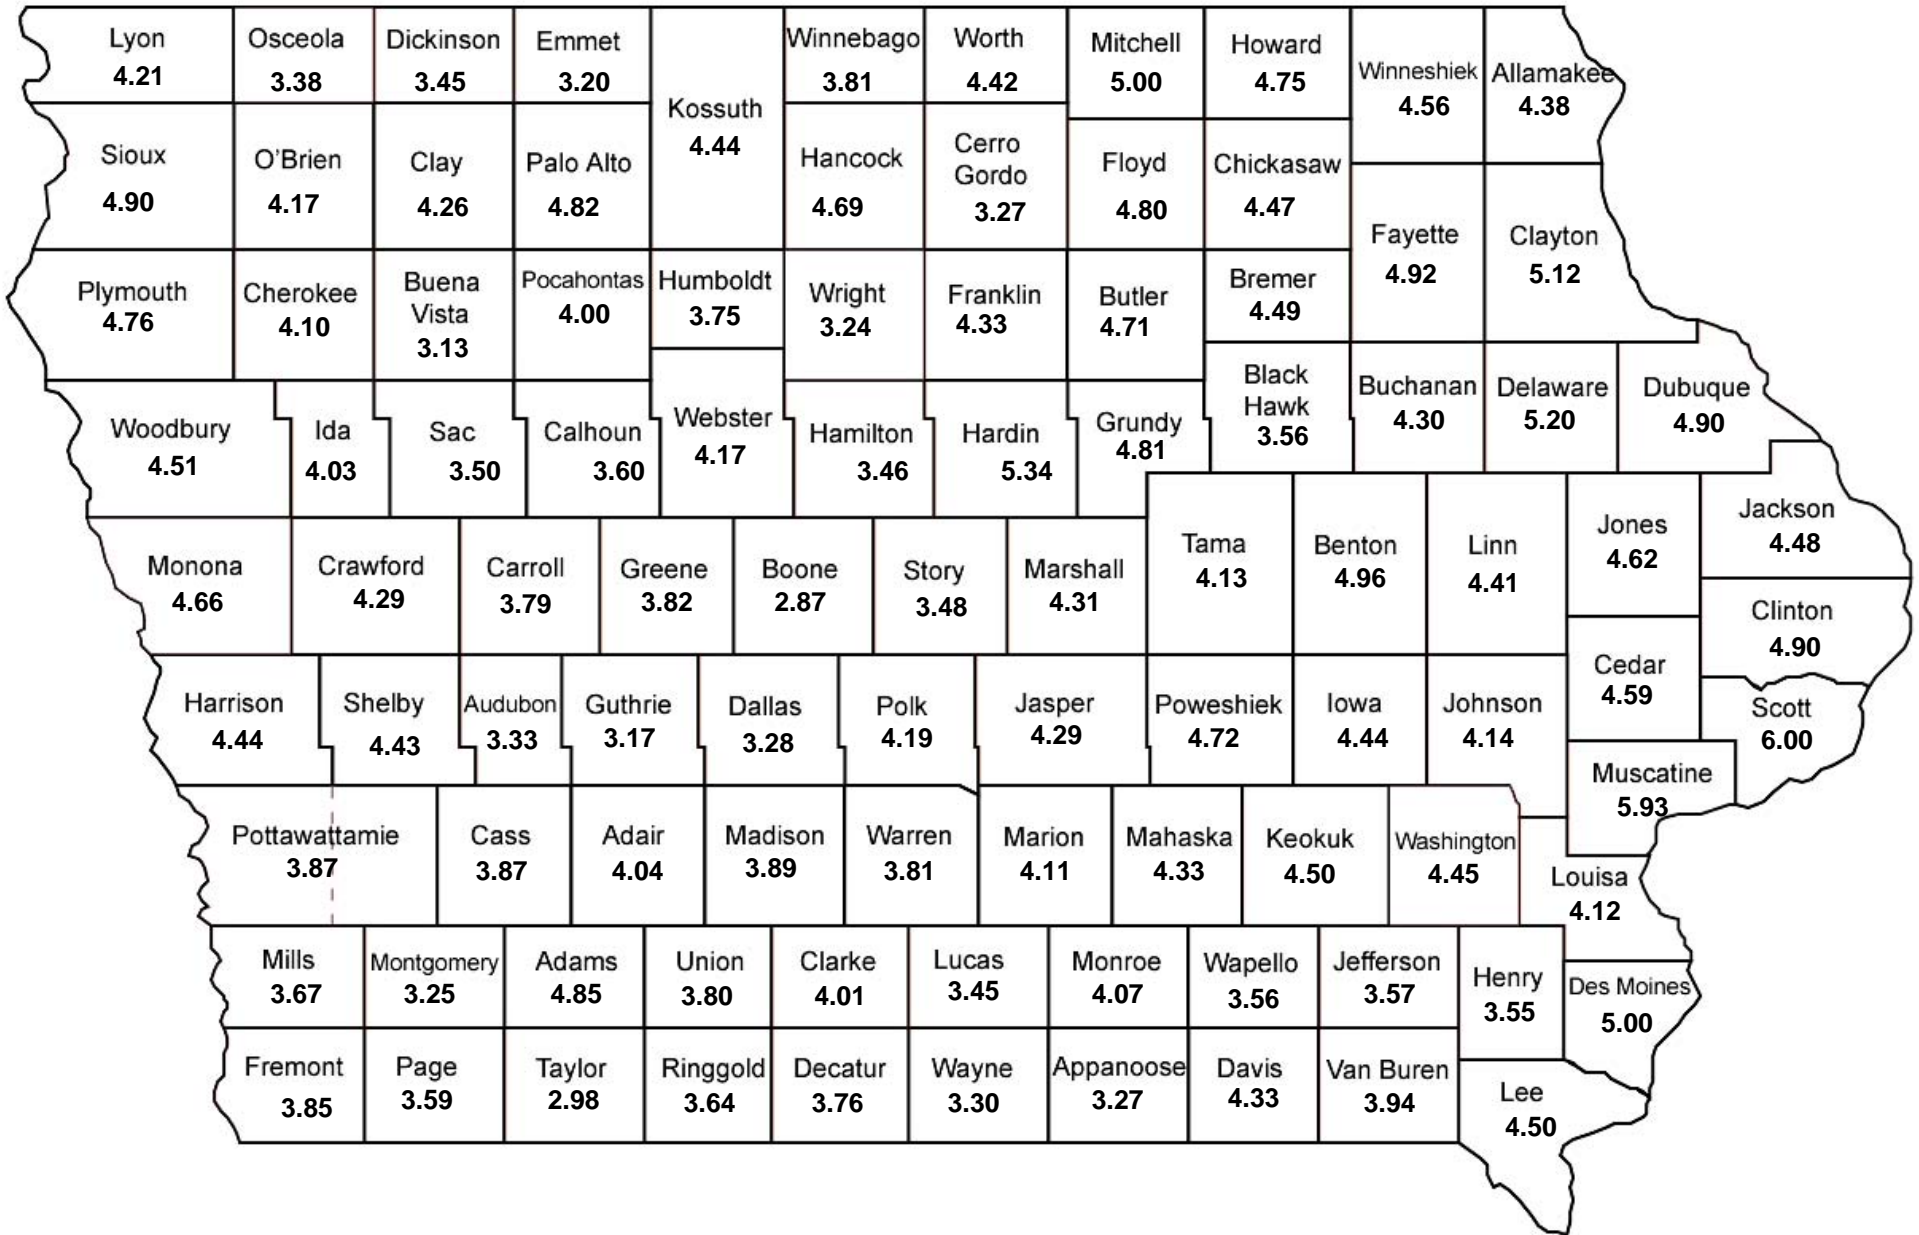 Lyon
4.21
Osceola
3.38
Dickinson
3.45
Emmet
3.20
Kossuth
4.44
Winnebago
3.81
Worth
4.42
Mitchell
5.00
Howard
4.75
Winneshiek
4.56
Allamakee
4.38
Sioux
4.90
O'Brien
4.17
Clay
4.26
Palo Alto
4.82
Hancock
4.69
Cerro
Gordo
3.27
Floyd
4.80
Chickasaw
4.47
Fayette
4.92
Clayton
5.12
Plymouth
4.76
Cherokee
4.10
Buena
Vista
3.13
Pocahontas
4.00
Humboldt
3.75
Wright
3.24
Franklin
4.33
Butler
4.71
Bremer
4.49
Woodbury
4.51
Ida
4.03
Sac
3.50
Calhoun
3.60
Webster
4.17
Hamilton
3.46
Hardin
5.34
Grundy
4.81
Black
Hawk
3.56
Buchanan
4.30
Delaware
5.20
Dubuque
4.90
Monona
4.66
Crawford
4.29
Carroll
3.79
Greene
3.82
Boone
2.87
Story
3.48
Marshall
4.31
Tama
4.13
Benton
4.96
Linn
4.41
Jones
4.62
Jackson
4.48
Clinton
4.90
Harrison
4.44
Shelby
4.43
Audubon
3.33
Guthrie
3.17
Dallas
3.28
Polk
4.19
Jasper
4.29
Poweshiek
4.72
Iowa
4.44
Johnson
4.14
Cedar
4.59
Scott
6.00
Muscatine
5.93
Pottawattamie
3.87
Cass
3.87
Adair
4.04
Madison
3.89
Warren
3.81
Marion
4.11
Mahaska
4.33
Keokuk
4.50
Washington
4.45
Louisa
4.12
Mills
3.67
Montgomery
3.25
Adams
4.85
Union
3.80
Clarke
4.01
Lucas
3.45
Monroe
4.07
Wapello
3.56
Jefferson
3.57
Henry
3.55
Des Moines
5.00
Fremont
3.85
Page
3.59
Taylor
2.98
Ringgold
3.64
Decatur
3.76
Wayne
3.30
Appanoose
3.27
Davis
4.33
Van Buren
3.94
Lee
4.50